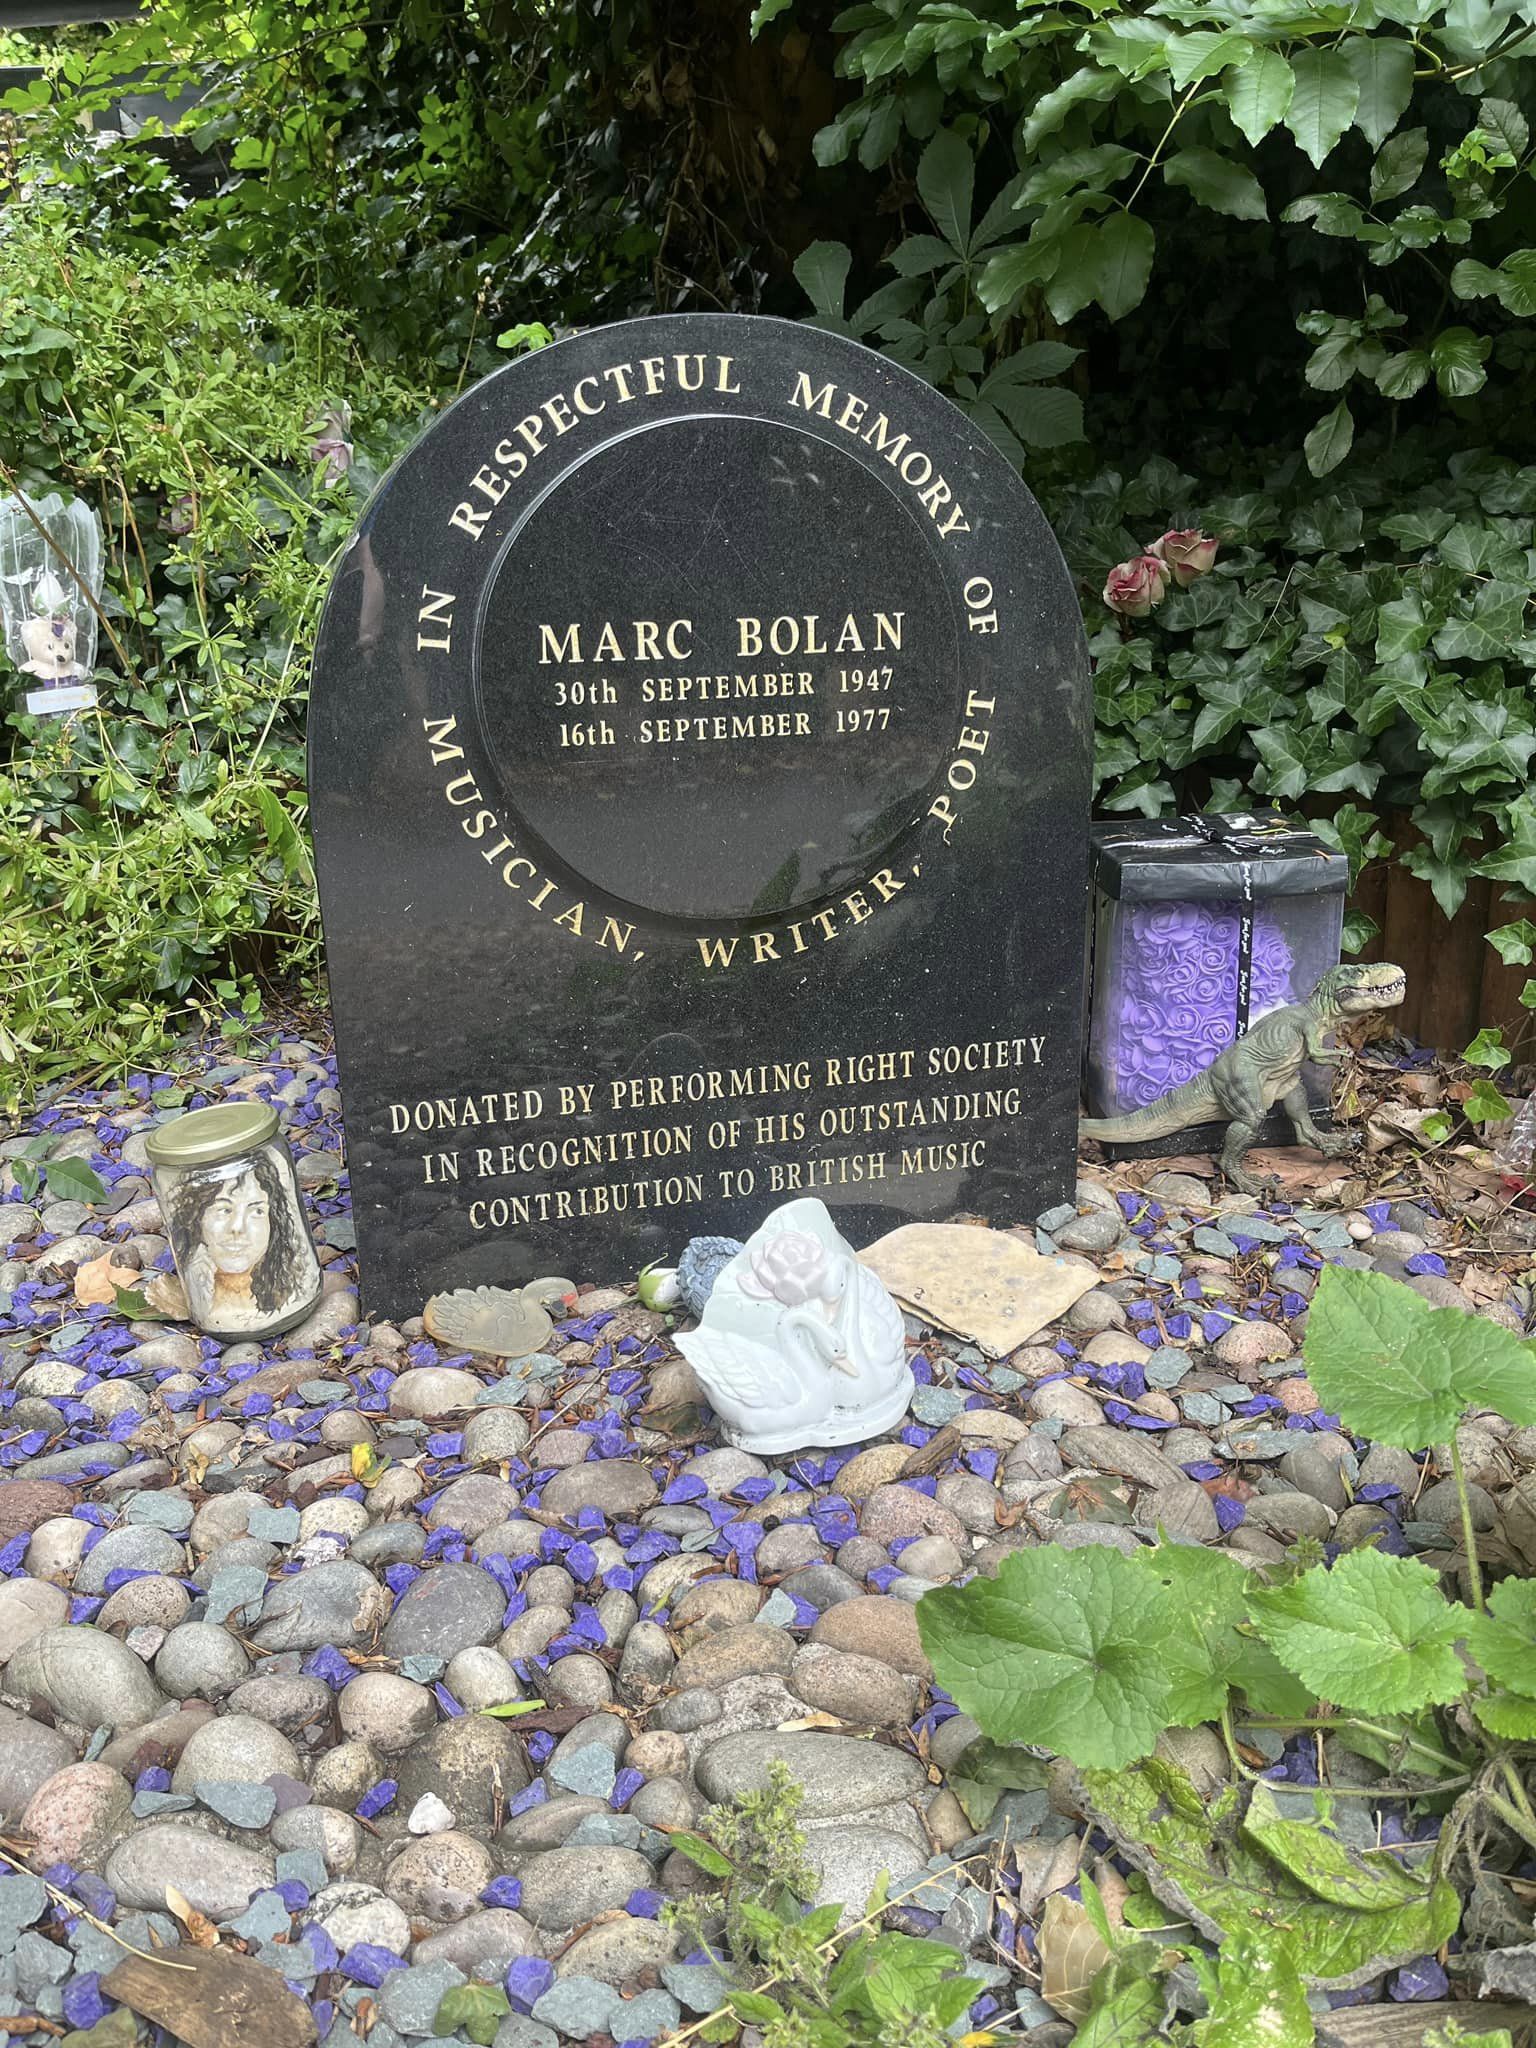 IN RESPECTFUL MEMORY OF
MARC BOLAN
30th SEPTEMBER 1947
16th SEPTEMBER 1977
MUSICIAN, WRITER, POET
DONATED BY PERFORMING RIGHT SOCIETY
IN RECOGNITION OF HIS OUTSTANDING
CONTRIBUTION TO BRITISH MUSIC